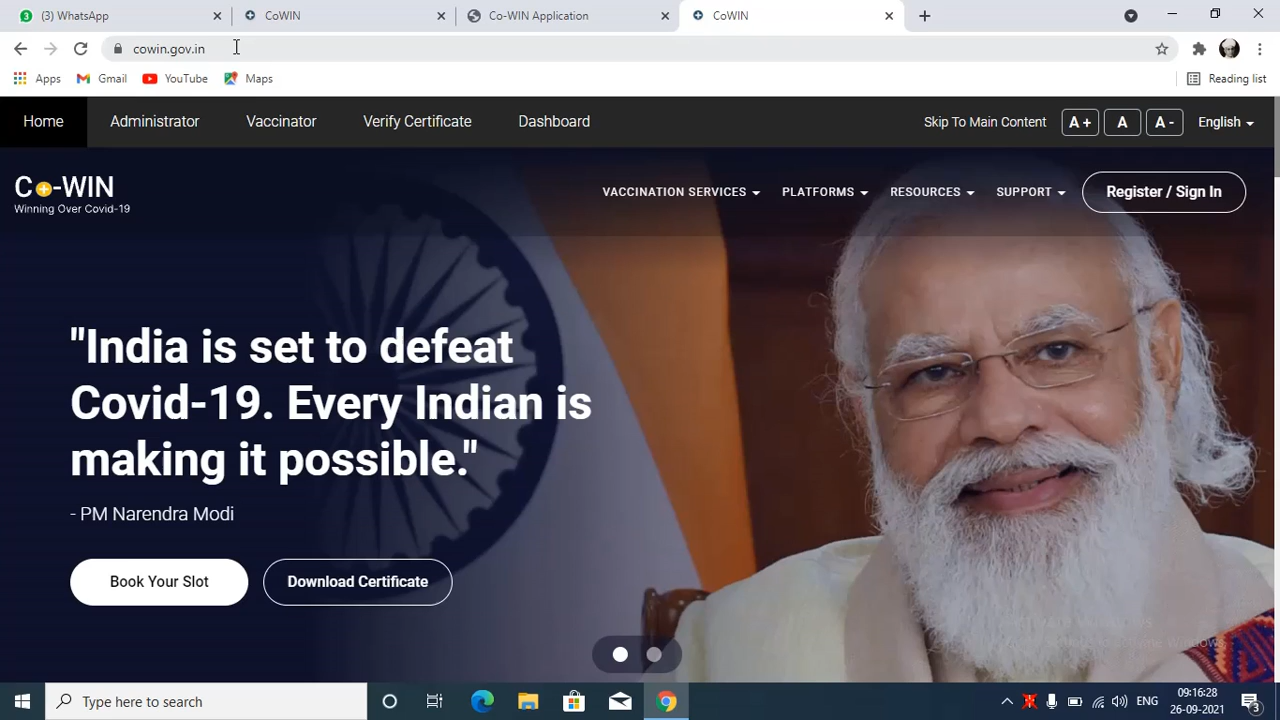 3
(3) WhatsApp
CoWIN
Co-WIN Application
CoWIN
cowin.gov.in
Apps
Gmail
YouTube
Maps
Reading list
Home
Administrator
Vaccinator
Verify Certificate
Dashboard
Skip To Main Content
A +
A
A -
English
Co-WIN
Winning Over Covid-19
VACCINATION SERVICES
PLATFORMS
RESOURCES
SUPPORT
Register / Sign In
"India is set to defeat
Covid-19. Every Indian is
making it possible."
- PM Narendra Modi
Book Your Slot
Download Certificate
Type here to search
ENG
09:16:28
26-09-2021
3